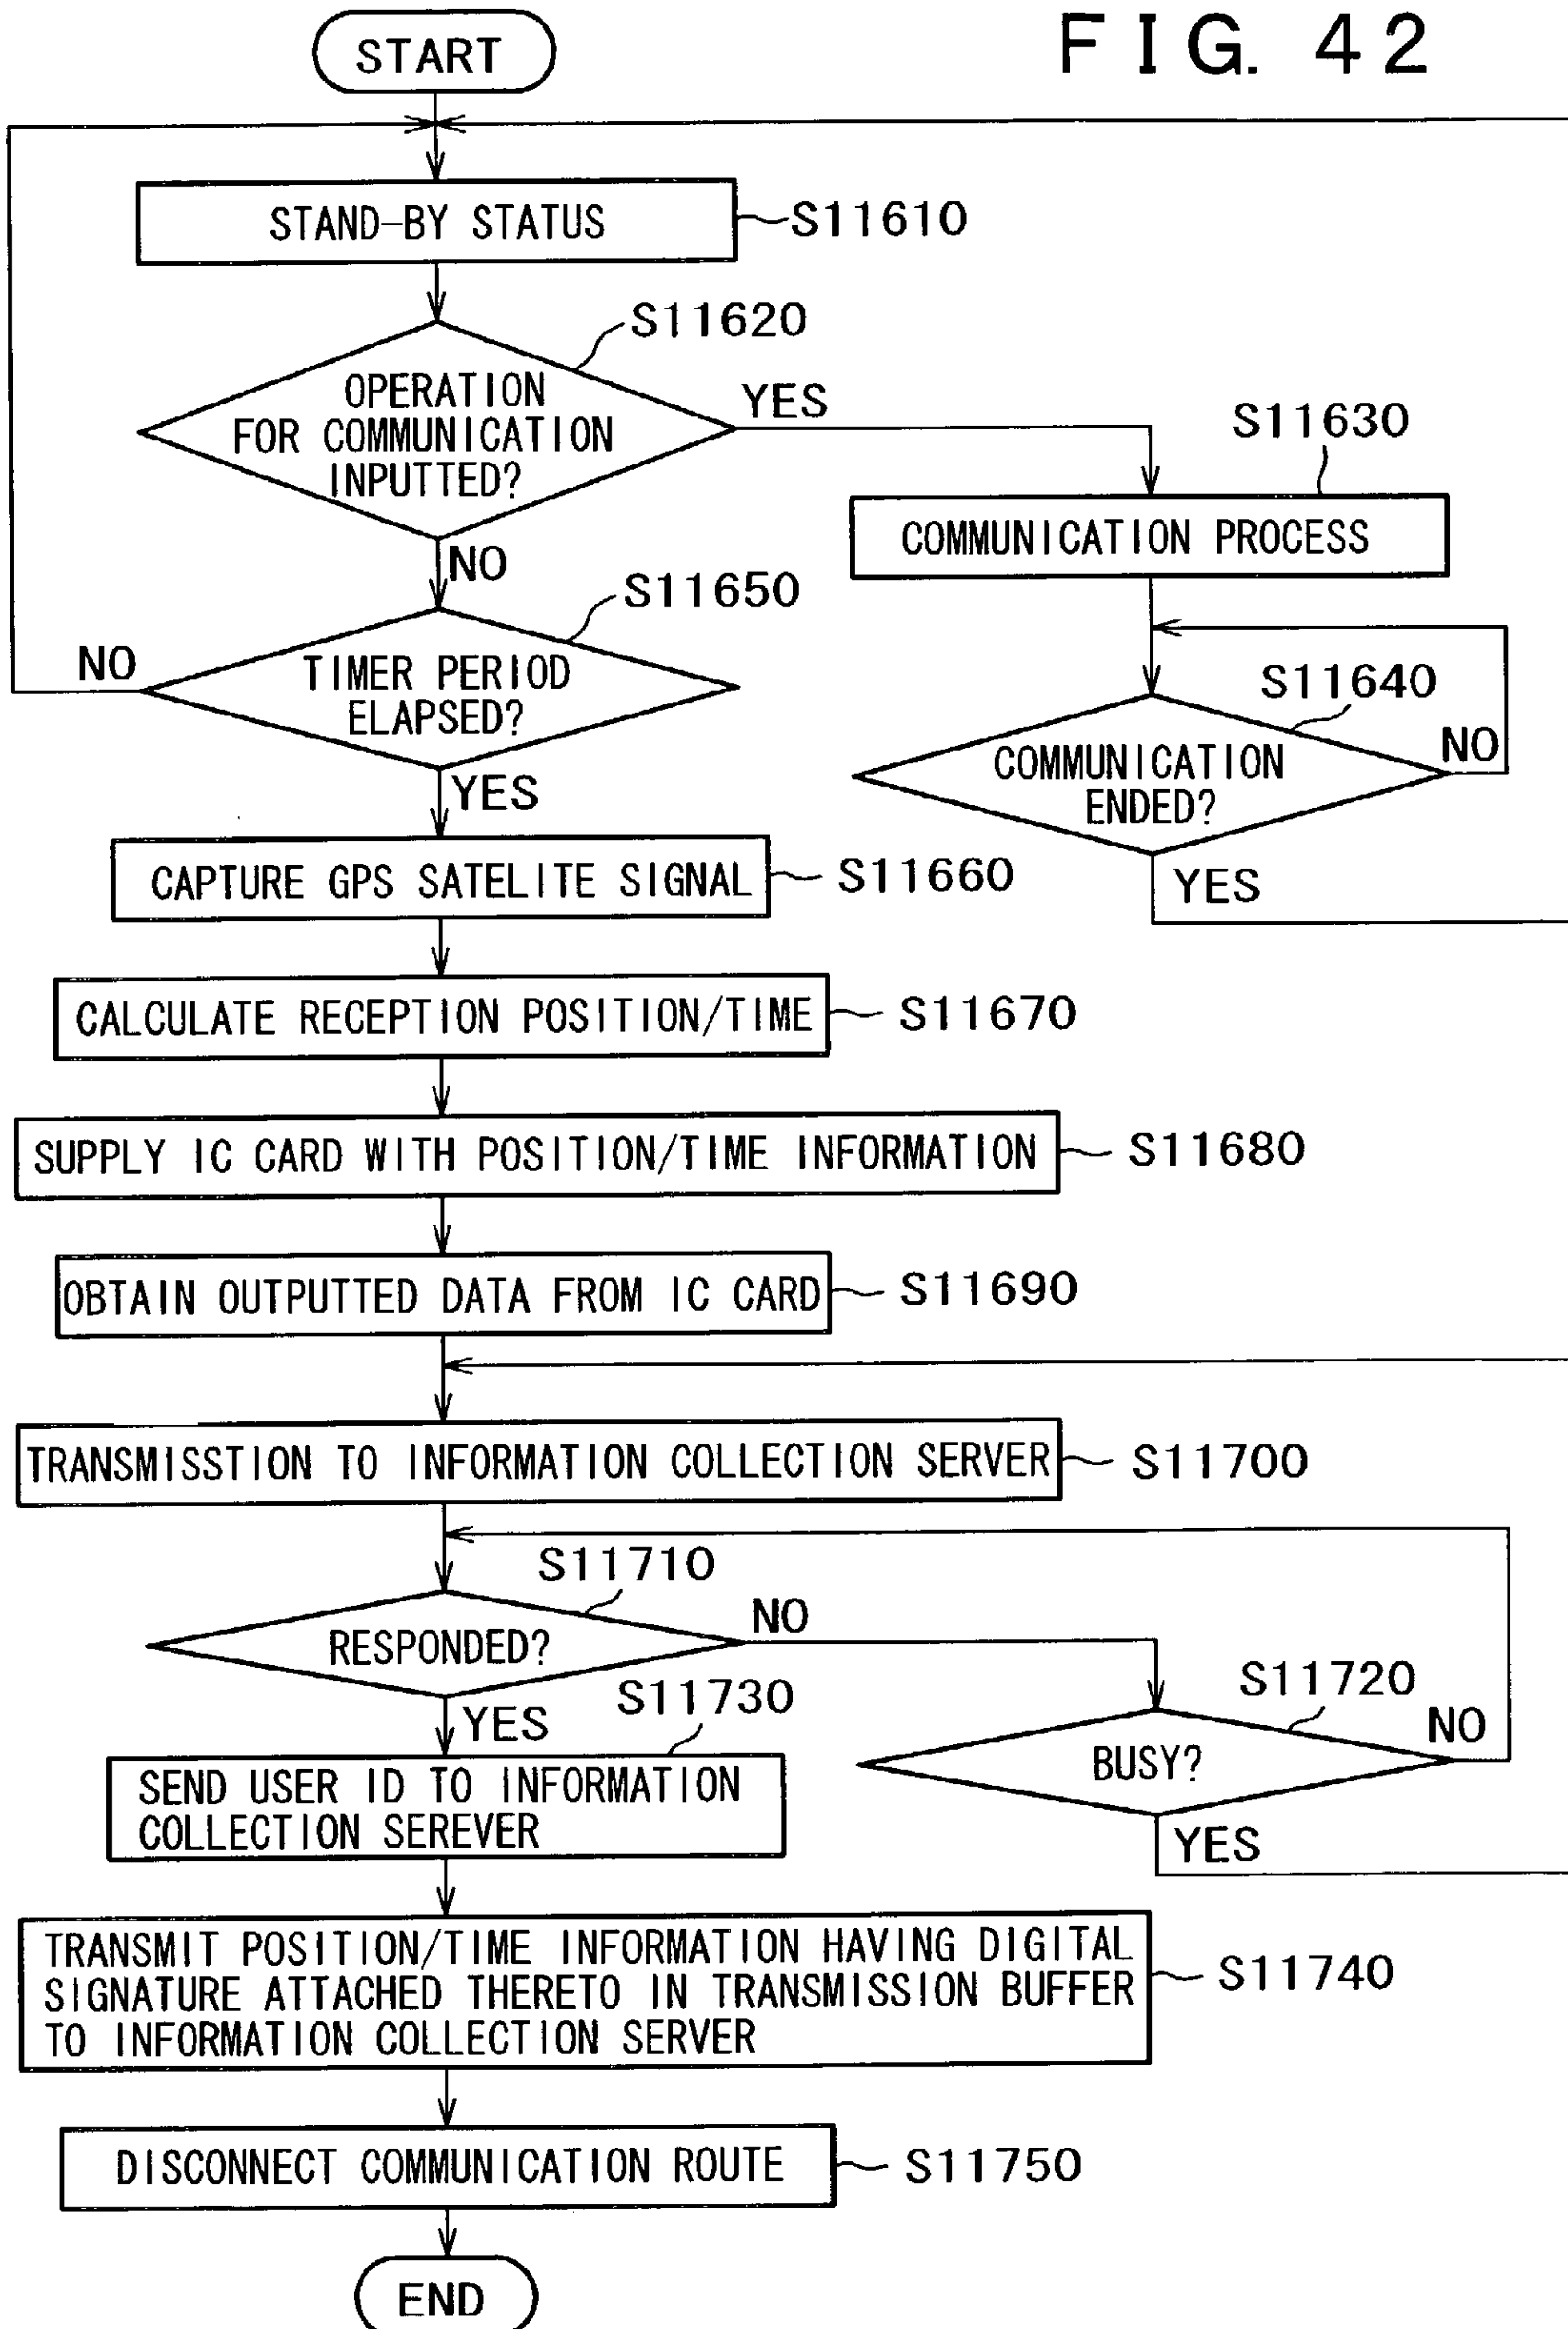 FIG. 42
START
STAND-BY STATUS
S11610
S11620
OPERATION
FOR COMMUNICATION
INPUTTED?
YES
S11630
COMMUNICATION PROCESS
NO
S11650
TIMER PERIOD
ELAPSED?
NO
S11640
COMMUNICATION
ENDED?
NO
YES
YES
CAPTURE GPS SATELITE SIGNAL
S11660
CALCULATE RECEPTION POSITION/TIME
S11670
SUPPLY IC CARD WITH POSITION/TIME INFORMATION
S11680
OBTAIN OUTPUTTED DATA FROM IC CARD
S11690
TRANSMISSTION TO INFORMATION COLLECTION SERVER
S11700
S11710
RESPONDED?
NO
S11720
BUSY?
NO
YES
YES
S11730
SEND USER ID TO INFORMATION
COLLECTION SEREVER
TRANSMIT POSITION/TIME INFORMATION HAVING DIGITAL
SIGNATURE ATTACHED THERETO IN TRANSMISSION BUFFER
TO INFORMATION COLLECTION SERVER
S11740
DISCONNECT COMMUNICATION ROUTE
S11750
END